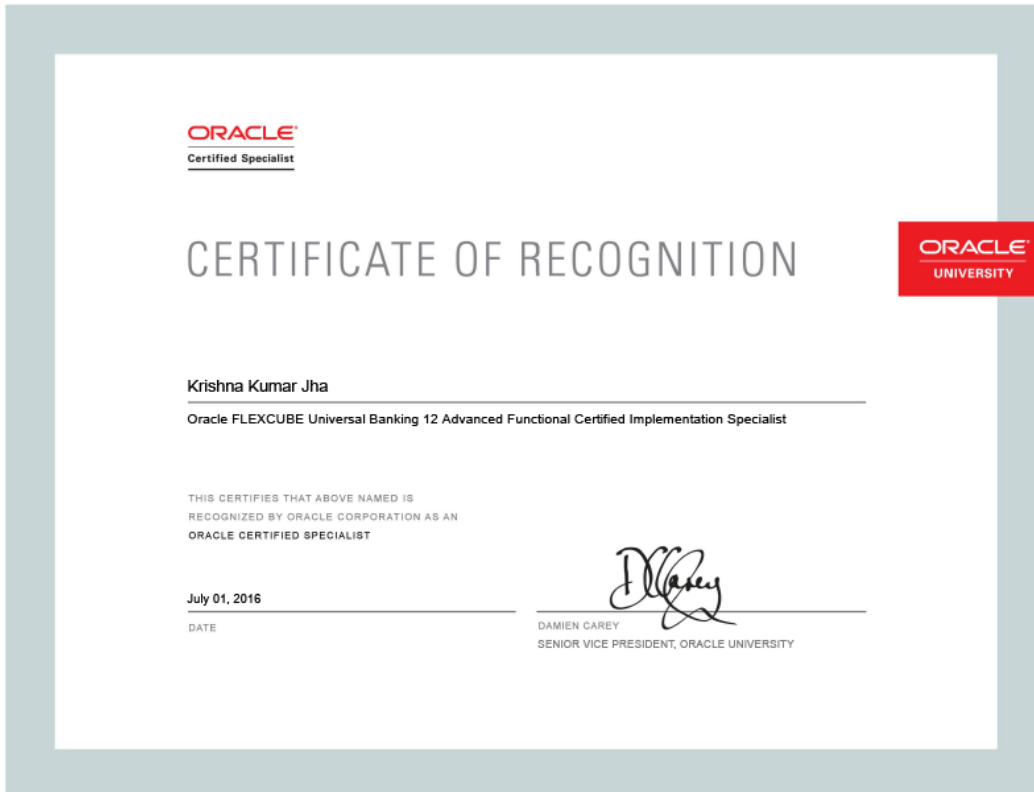 ORACLE®
Certified Specialist
CERTIFICATE OF RECOGNITION
ORACLE®
UNIVERSITY
Krishna Kumar Jha
Oracle FLEXCUBE Universal Banking 12 Advanced Functional Certified Implementation Specialist
THIS CERTIFIES THAT ABOVE NAMED IS
RECOGNIZED BY ORACLE CORPORATION AS AN
ORACLE CERTIFIED SPECIALIST
DCarey
July 01, 2016
DATE
DAMIEN CAREY
SENIOR VICE PRESIDENT, ORACLE UNIVERSITY